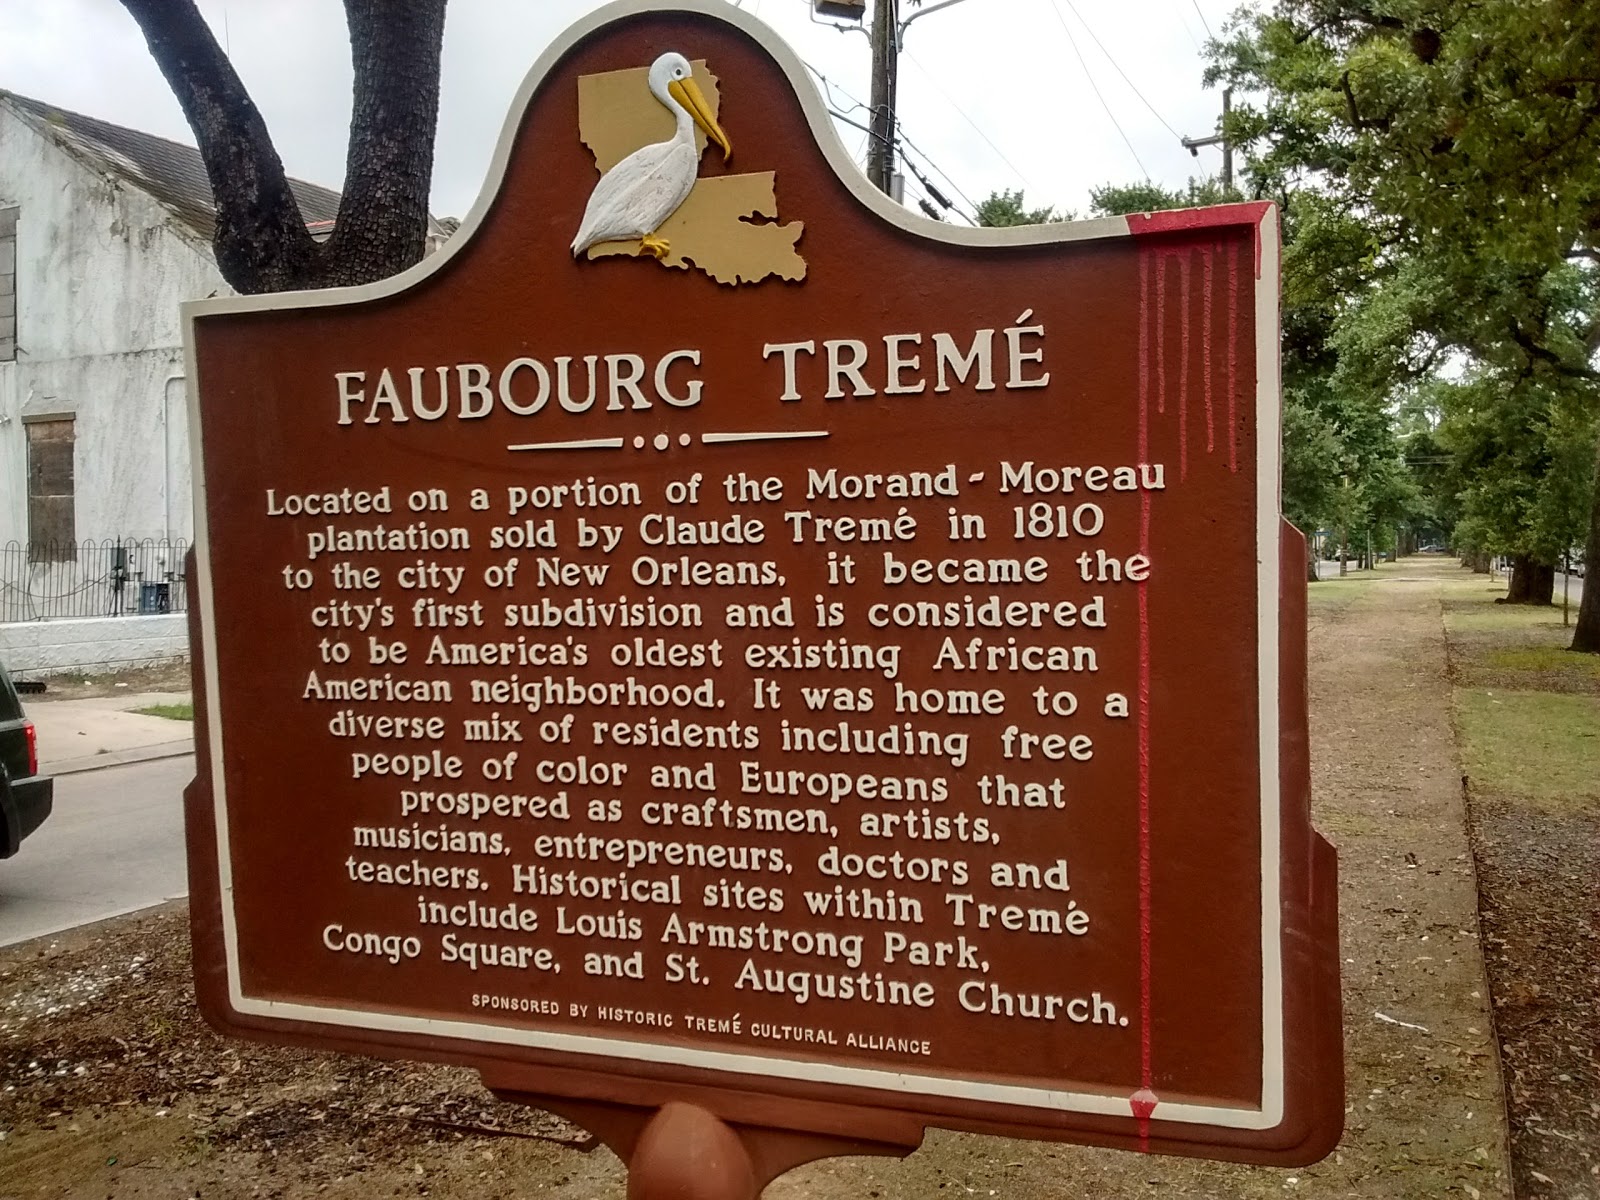 FAUBOURG TREMÉ
Located on a portion of the Morand-Moreau
plantation sold by Claude Tremé in 1810
to the city of New Orleans, it became the
city's first subdivision and is considered
to be America's oldest existing African
American neighborhood. It was home to a
diverse mix of residents including free
people of color and Europeans that
prospered as craftsmen, artists,
musicians, entrepreneurs, doctors and
teachers. Historical sites within Tremé
include Louis Armstrong Park,
Congo Square, and St. Augustine Church.
SPONSORED BY HISTORIC TREMÉ CULTURAL ALLIANCE